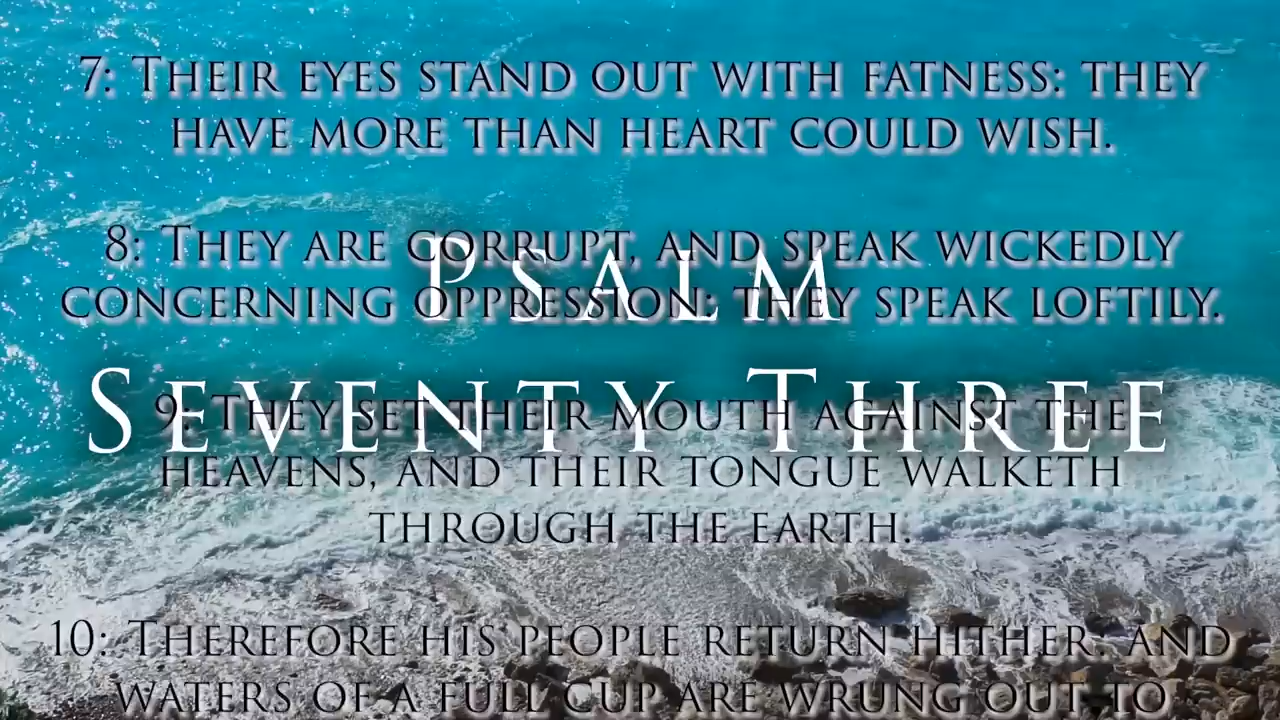 7: Their eyes stand out with fatness: they
have more than heart could wish.
8: They are corrupt, and speak wickedly
concerning oppression: they speak loftily.
Psalm
Seventy Three
9: They set their mouth against the
heavens, and their tongue walketh
through the earth.
10: Therefore his people return hither: and
waters of a full cup are wrung out to